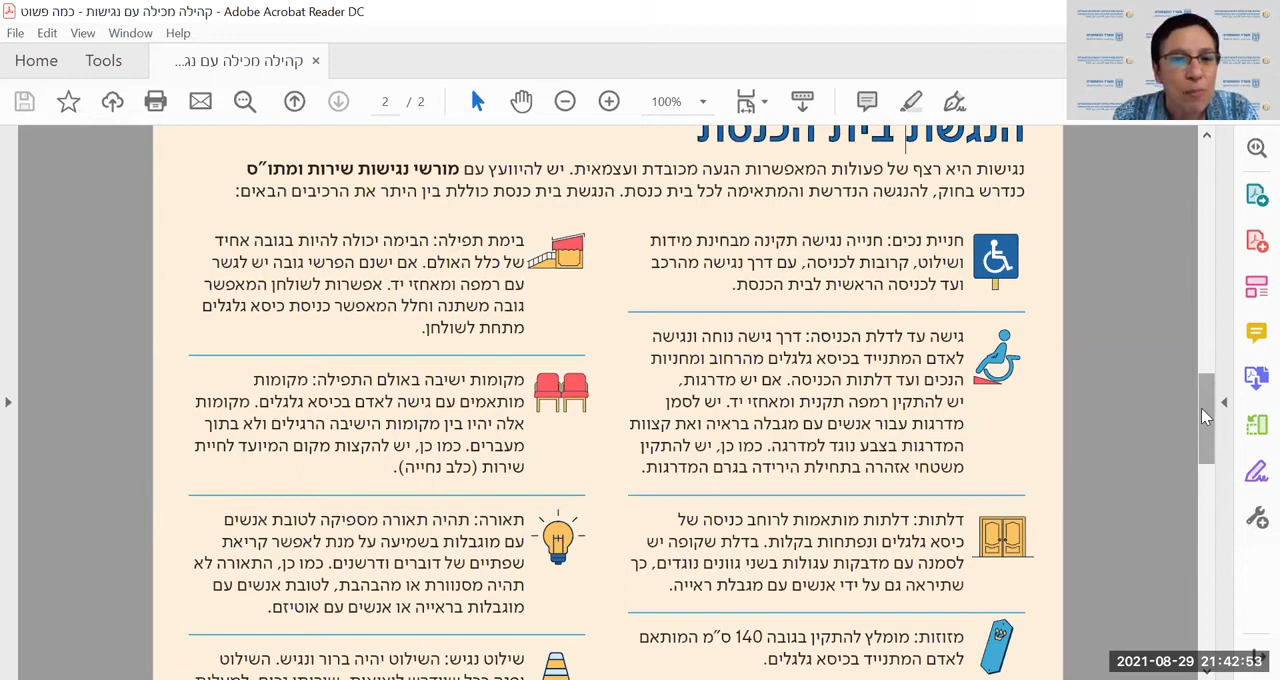 קהילה מכילה עם נגישות - כמה פשוט - Adobe Acrobat Reader DC
File Edit View Window Help
Home Tools קהילה מכילה עם נג... ×
2 / 2 100%
הנגשת בית הכנסת
נגישות היא רצף של פעולות המאפשרות הגעה מכובדת ועצמאית. יש להיוועץ עם מורשי נגישות שירות ומתו"ס
כנדרש בחוק, להנגשה הנדרשת והמתאימה לכל בית כנסת. הנגשת בית כנסת כוללת בין היתר את הרכיבים הבאים:
חניית נכים: חנייה נגישה תקינה מבחינת מידות
ושילוט, קרובות לכניסה, עם דרך נגישה מהרכב
ועד לכניסה הראשית לבית הכנסת.
גישה עד לדלת הכניסה: דרך גישה נוחה ונגישה
לאדם המתנייד בכיסא גלגלים מהרחוב ומחניות
הנכים ועד דלתות הכניסה. אם יש מדרגות,
יש להתקין רמפה תקנית ומאחזי יד. יש לסמן
מדרגות עבור אנשים עם מגבלה בראיה ואת קצוות
המדרגות בצבע נוגד למדרגה. כמו כן, יש להתקין
משטחי אזהרה בתחילת הירידה בגרם המדרגות.
דלתות: דלתות מותאמות לרוחב כניסה של
כיסא גלגלים ונפתחות בקלות. בדלת שקופה יש
לסמנה עם מדבקות עגולות בשני גוונים נוגדים, כך
שתיראה גם על ידי אנשים עם מגבלת ראייה.
מזוזות: מומלץ להתקין בגובה 140 ס"מ המותאם
לאדם המתנייד בכיסא גלגלים.
בימת תפילה: הבימה יכולה להיות בגובה אחיד
של כלל האולם. אם ישנם הפרשי גובה יש לגשר
עם רמפה ומאחזי יד. אפשרות לשולחן המאפשר
גובה משתנה וחלל המאפשר כניסת כיסא גלגלים
מתחת לשולחן.
מקומות ישיבה באולם התפילה: מקומות
מותאמים עם גישה לאדם בכיסא גלגלים. מקומות
אלה יהיו בין מקומות הישיבה הרגילים ולא בתוך
מעברים. כמו כן, יש להקצות מקום המיועד לחיית
שירות (כלב נחייה).
תאורה: תהיה תאורה מספיקה לטובת אנשים
עם מוגבלות בשמיעה על מנת לאפשר קריאת
שפתיים של דוברים ודרשנים. כמו כן, התאורה לא
תהיה מסנוורת או מהבהבת, לטובת אנשים עם
מוגבלות בראייה או אנשים עם אוטיזם.
שילוט נגיש: השילוט יהיה ברור ונגיש. השילוט
2021-08-29 21:42:53